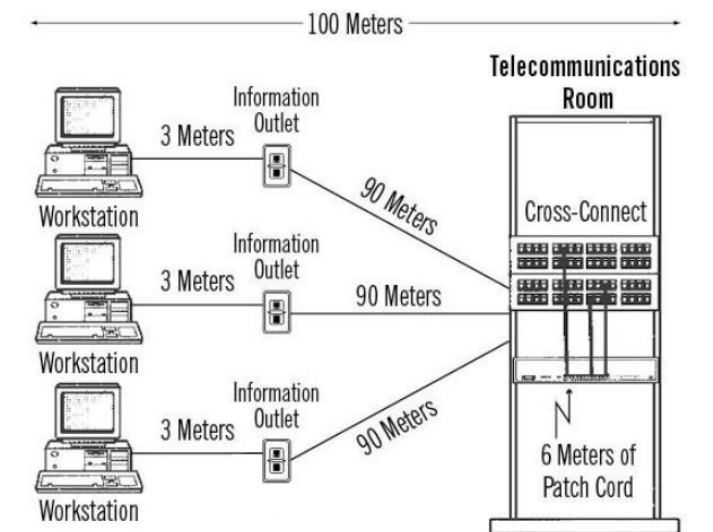 100 Meters
Telecommunications
Room
Information
Outlet
3 Meters
90 Meters
Workstation
Cross-Connect
Information
Outlet
3 Meters
90 Meters
Workstation
Information
Outlet
3 Meters
90 Meters
6 Meters of
Patch Cord
Workstation